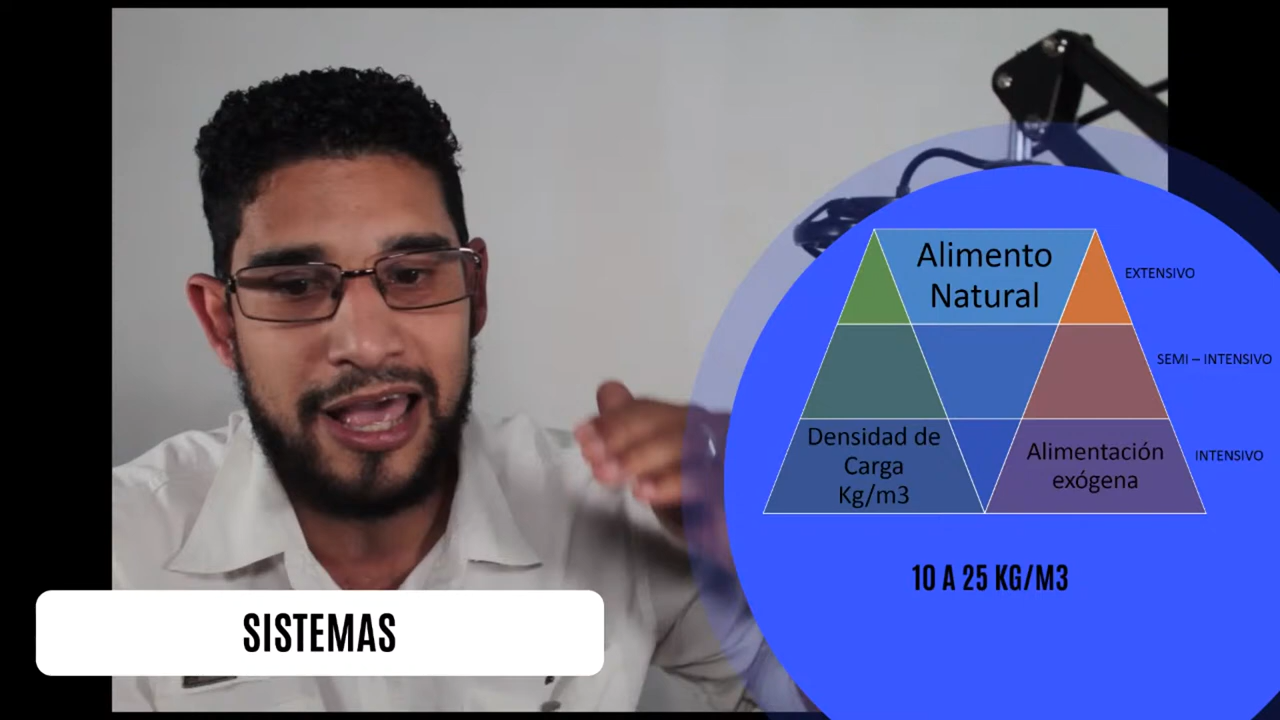 Alimento
Natural
EXTENSIVO
SEMI – INTENSIVO
Densidad de
Carga
Kg/m3
Alimentación
exógena
INTENSIVO
10 A 25 KG/M3
SISTEMAS